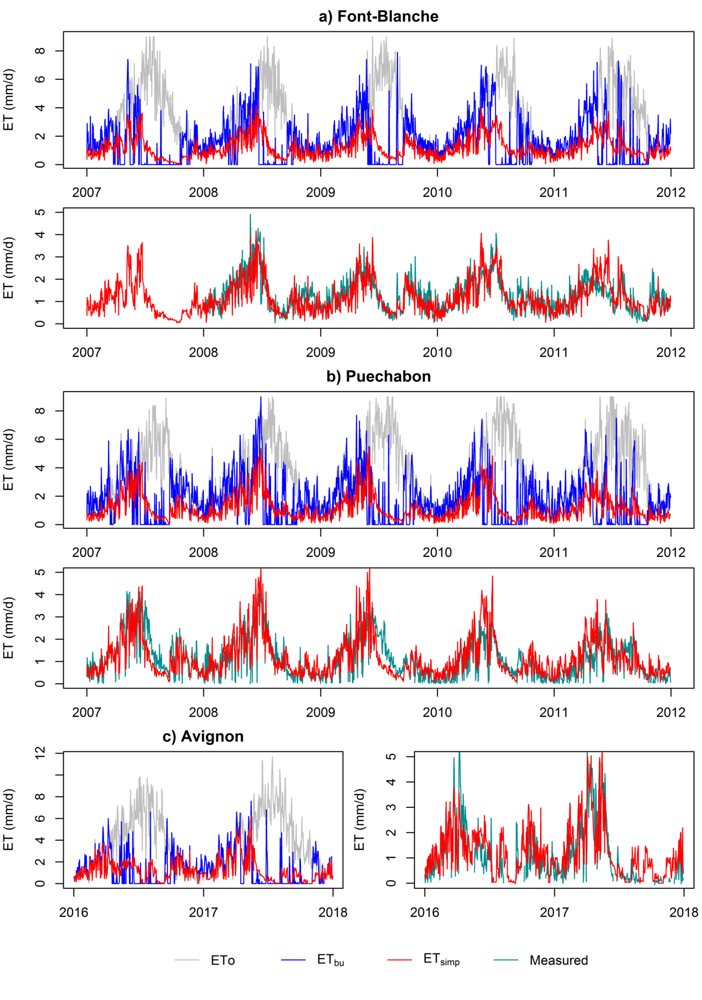 a) Font-Blanche
ET (mm/d)
8
6
4
2
0
2007 2008 2009 2010 2011 2012
ET (mm/d)
5
4
3
2
1
0
2007 2008 2009 2010 2011 2012
b) Puechabon
ET (mm/d)
8
6
4
2
0
2007 2008 2009 2010 2011 2012
ET (mm/d)
5
4
3
2
1
0
2007 2008 2009 2010 2011 2012
c) Avignon
ET (mm/d)
12
8
6
4
2
0
2016 2017 2018
ET (mm/d)
5
4
3
2
1
0
2016 2017 2018
ETo ETbu ETsimp Measured